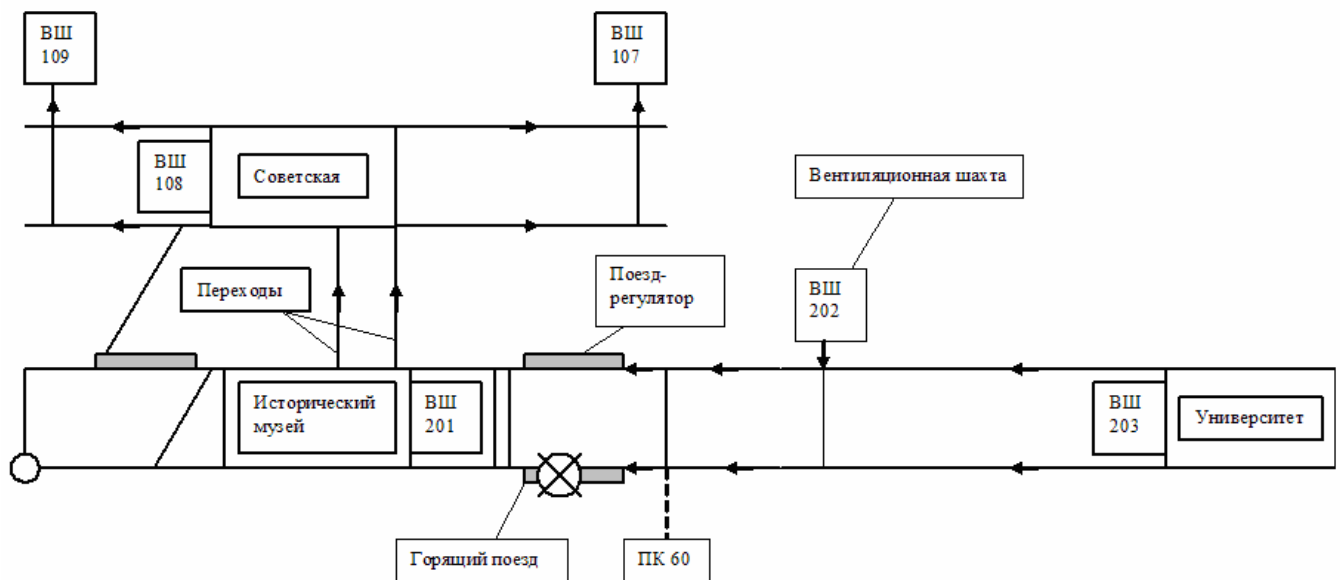 ВШ
109
ВШ
107
ВШ
108
Советская
Вентиляционная шахта
Переходы
Поезд-
регулятор
ВШ
202
Исторический
музей
ВШ
201
ВШ
203
Университет
Горящий поезд
ПК 60